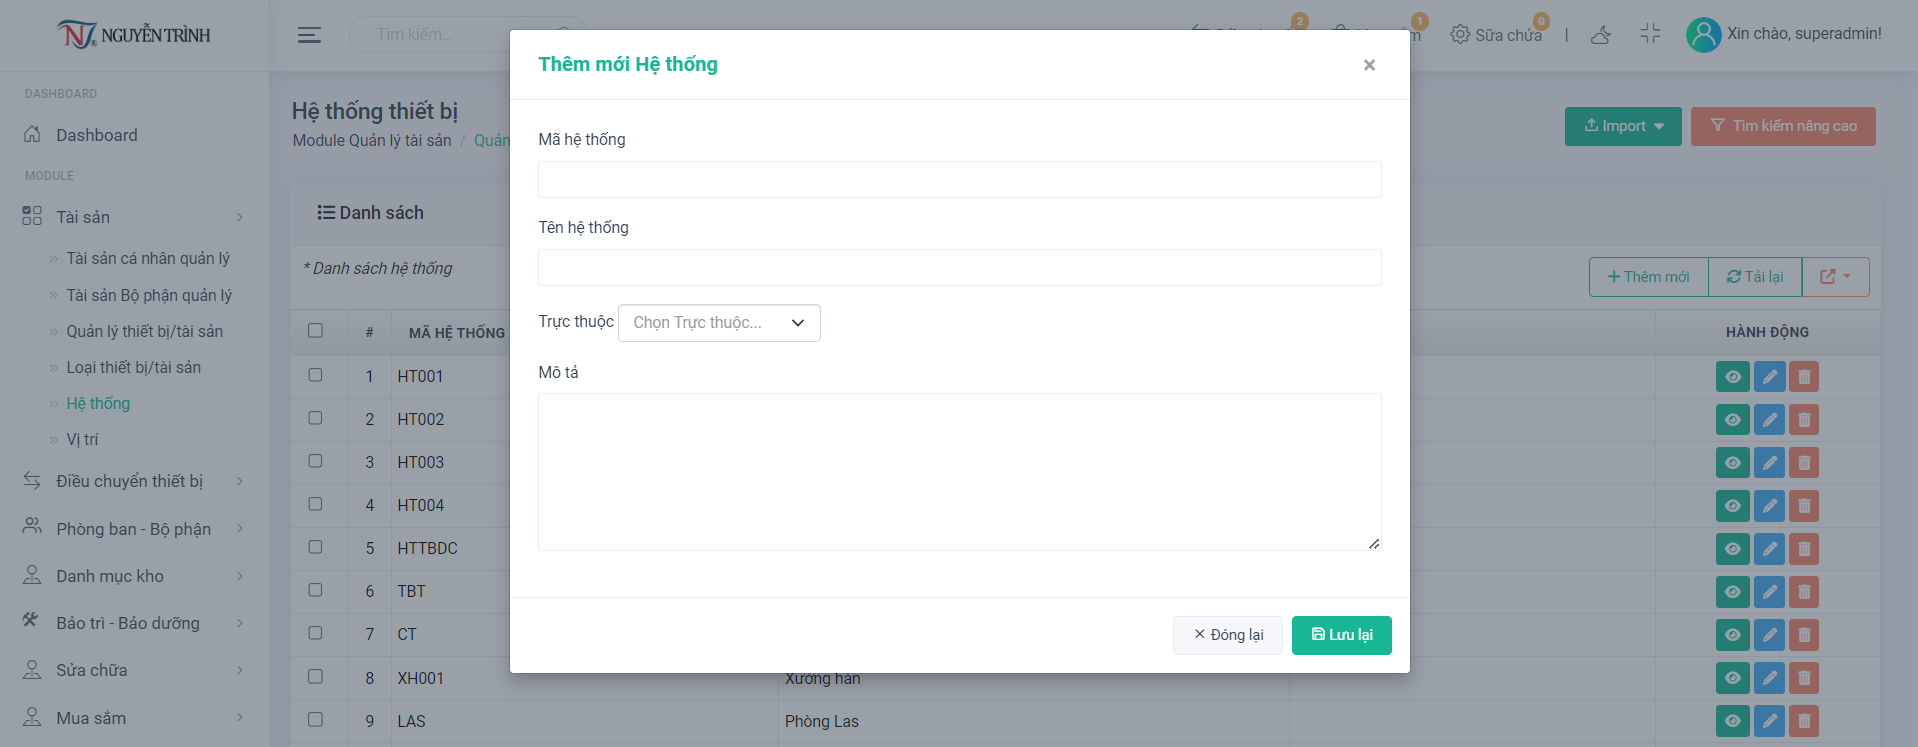 NT® NGUYỄN TRÌNH
Tìm kiếm...
2
1
0
Sữa chửa
|
Xin chào, superadmin!
DASHBOARD
Dashboard
MODULE
Tài sản
Tài sản cá nhân quản lý
Tài sản Bộ phận quản lý
Quản lý thiết bị/tài sản
Loại thiết bị/tài sản
Hệ thống
Vị trí
Điều chuyển thiết bị
Phòng ban - Bộ phận
Danh mục kho
Bảo trì - Bảo dưỡng
Sửa chữa
Mua sắm
Hệ thống thiết bị
Module Quản lý tài sản / Quản
Import
Tìm kiếm nâng cao
Danh sách
* Danh sách hệ thống
Thêm mới
Tải lại
# MÃ HỆ THỐNG HÀNH ĐỘNG
1 HT001
2 HT002
3 HT003
4 HT004
5 HTTBDC
6 TBT
7 CT
8 XH001 Xưởng hàn
9 LAS Phòng Las
Thêm mới Hệ thống
×
Mã hệ thống
Tên hệ thống
Trực thuộc Chọn Trực thuộc...
Mô tả
Đóng lại
Lưu lại